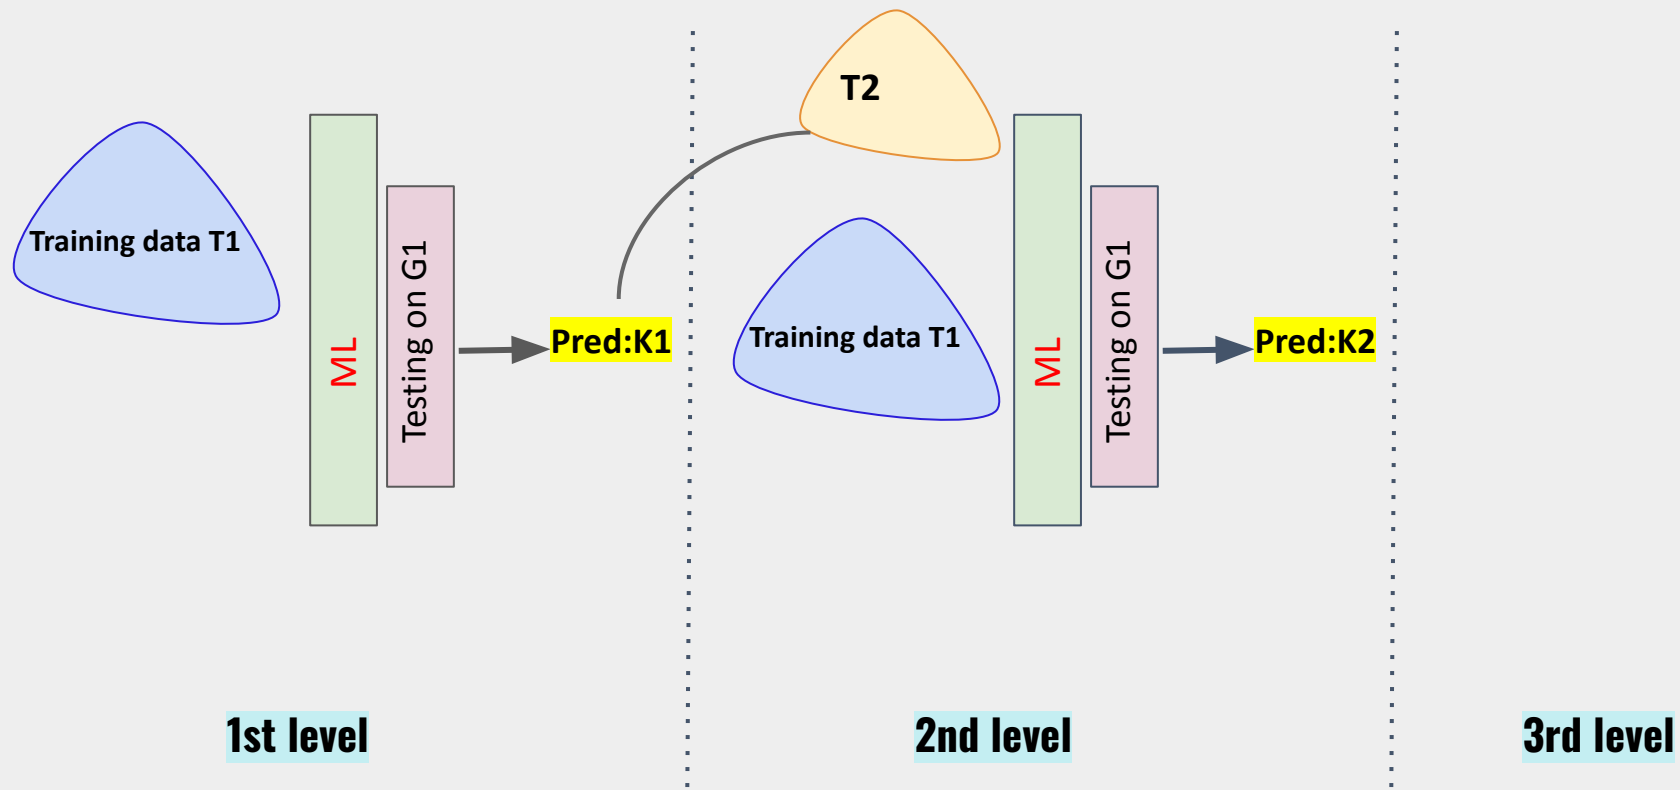 T2
Training data T1
ML
Testing on G1
Pred:K1
Training data T1
ML
Testing on G1
Pred:K2
1st level
2nd level
3rd level